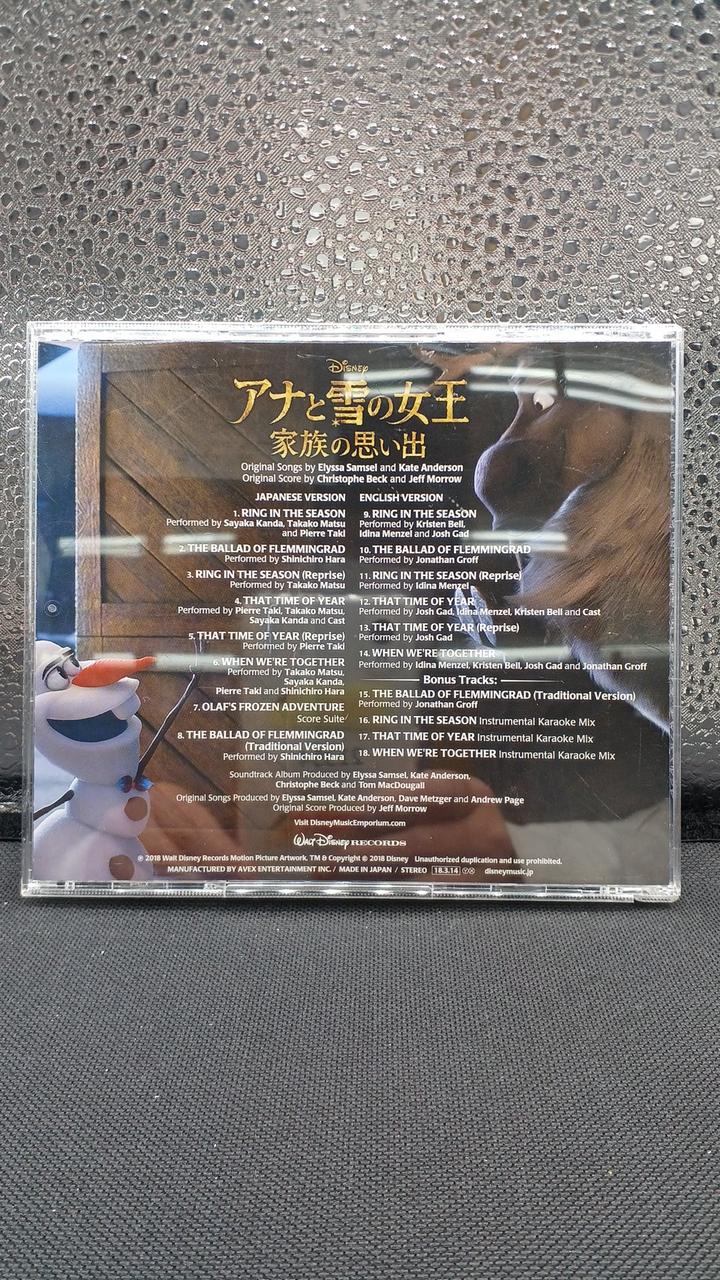 Disney
アナと雪の女王
家族の思い出
Original Songs by Elyssa Samsel and Kate Anderson
Original Score by Christophe Beck and Jeff Morrow
JAPANESE VERSION
1. RING IN THE SEASON
Performed by Sayaka Kanda, Takako Matsu
and Pierre Taki
2. THE BALLAD OF FLEMMINGRAD
Performed by Shinichiro Hara
3. RING IN THE SEASON (Reprise)
Performed by Takako Matsu
4. THAT TIME OF YEAR
Performed by Pierre Taki, Takako Matsu,
Sayaka Kanda and Cast
5. THAT TIME OF YEAR (Reprise)
Performed by Pierre Taki
6. WHEN WE'RE TOGETHER
Performed by Takako Matsu,
Sayaka Kanda,
Pierre Taki and Shinichiro Hara
7. OLAF'S FROZEN ADVENTURE
Score Suite
8. THE BALLAD OF FLEMMINGRAD
(Traditional Version)
Performed by Shinichiro Hara
ENGLISH VERSION
9. RING IN THE SEASON
Performed by Kristen Bell,
Idina Menzel and Josh Gad
10. THE BALLAD OF FLEMMINGRAD
Performed by Jonathan Groff
11. RING IN THE SEASON (Reprise)
Performed by Idina Menzel
12. THAT TIME OF YEAR
Performed by Josh Gad, Idina Menzel, Kristen Bell and Cast
13. THAT TIME OF YEAR (Reprise)
Performed by Josh Gad
14. WHEN WE'RE TOGETHER
Performed by Idina Menzel, Kristen Bell, Josh Gad and Jonathan Groff
Bonus Tracks:
15. THE BALLAD OF FLEMMINGRAD (Traditional Version)
Performed by Jonathan Groff
16. RING IN THE SEASON Instrumental Karaoke Mix
17. THAT TIME OF YEAR Instrumental Karaoke Mix
18. WHEN WE'RE TOGETHER Instrumental Karaoke Mix
Soundtrack Album Produced by Elyssa Samsel, Kate Anderson,
Christophe Beck and Tom MacDougall
Original Songs Produced by Elyssa Samsel, Kate Anderson, Dave Metzger and Andrew Page
Original Score Produced by Jeff Morrow
Visit DisneyMusicEmporium.com
Walt Disney RECORDS
℗ 2018 Walt Disney Records Motion Picture Artwork, TM & Copyright © 2018 Disney Unauthorized duplication and use prohibited.
MANUFACTURED BY AVEX ENTERTAINMENT INC. / MADE IN JAPAN / STEREO 18.3.14 Ⓨ Ⓧ disneymusic.jp